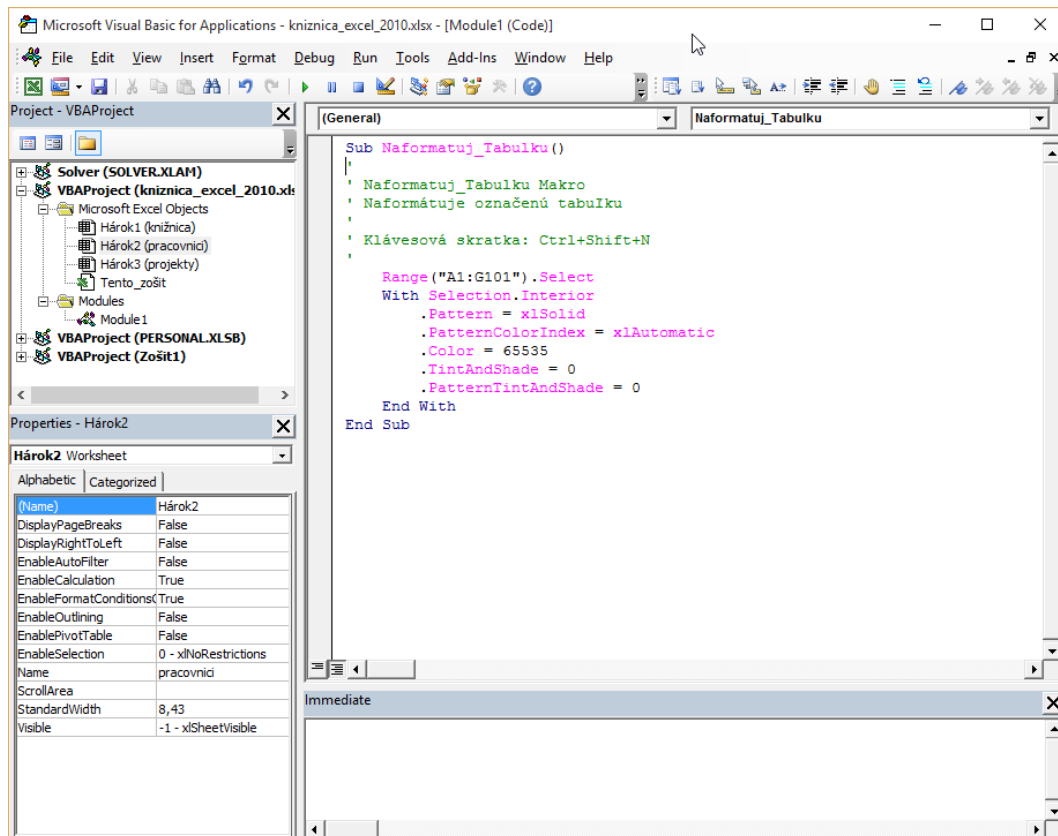 Microsoft Visual Basic for Applications - kniznica_excel_2010.xlsx - [Module1 (Code)]
File Edit View Insert Format Debug Run Tools Add-Ins Window Help
Project - VBAProject
Solver (SOLVER.XLAM)
VBAProject (kniznica_excel_2010.xls
Microsoft Excel Objects
Hárok1 (knižnica)
Hárok2 (pracovnici)
Hárok3 (projekty)
Tento_zošit
Modules
Module1
VBAProject (PERSONAL.XLSB)
VBAProject (Zošit1)
Properties - Hárok2
Hárok2 Worksheet
Alphabetic Categorized
(Name) Hárok2
DisplayPageBreaks False
DisplayRightToLeft False
EnableAutoFilter False
EnableCalculation True
EnableFormatConditionsC True
EnableOutlining False
EnablePivotTable False
EnableSelection 0 - xlNoRestrictions
Name pracovnici
ScrollArea
StandardWidth 8,43
Visible -1 - xlSheetVisible
(General) Naformatuj_Tabulku
Sub Naformatuj_Tabulku()
'
' Naformatuj_Tabulku Makro
' Naformátuje označenú tabuIku
'
' Klávesová skratka: Ctrl+Shift+N
'
Range("A1:G101").Select
With Selection.Interior
.Pattern = xlSolid
.PatternColorIndex = xlAutomatic
.Color = 65535
.TintAndShade = 0
.PatternTintAndShade = 0
End With
End Sub
Immediate